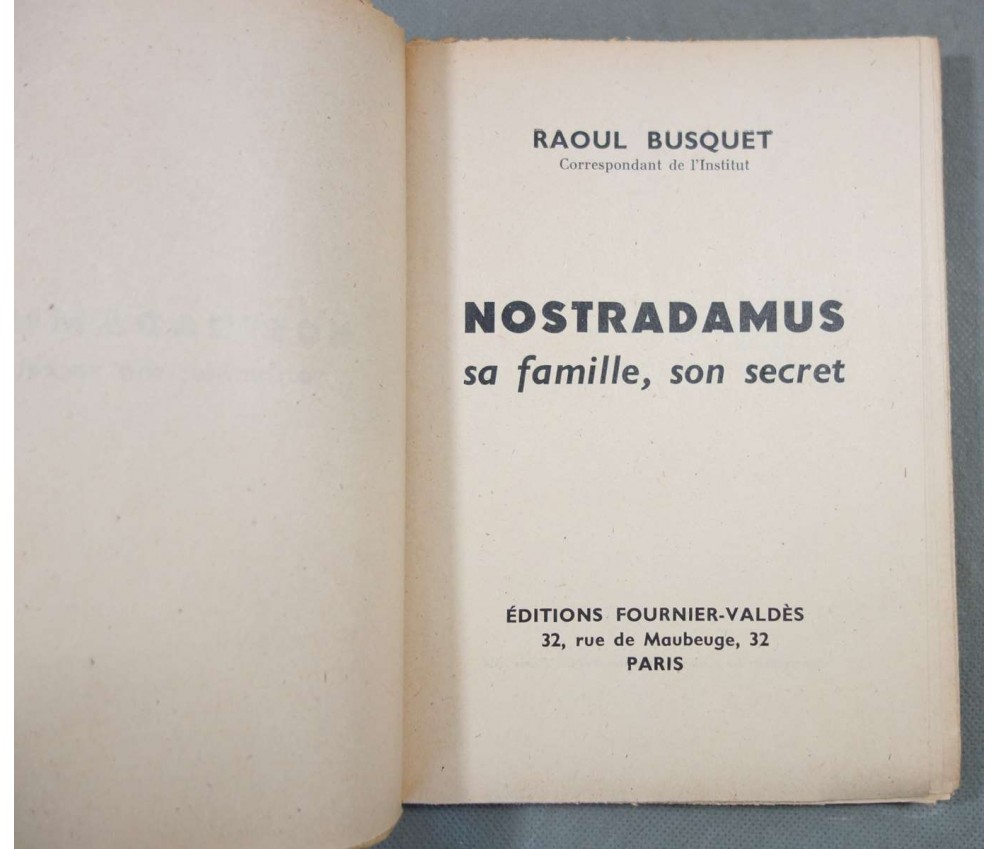 RAOUL BUSQUET
Correspondant de l'Institut
NOSTRADAMUS
sa famille, son secret
ÉDITIONS FOURNIER-VALDÈS
32, rue de Maubeuge, 32
PARIS